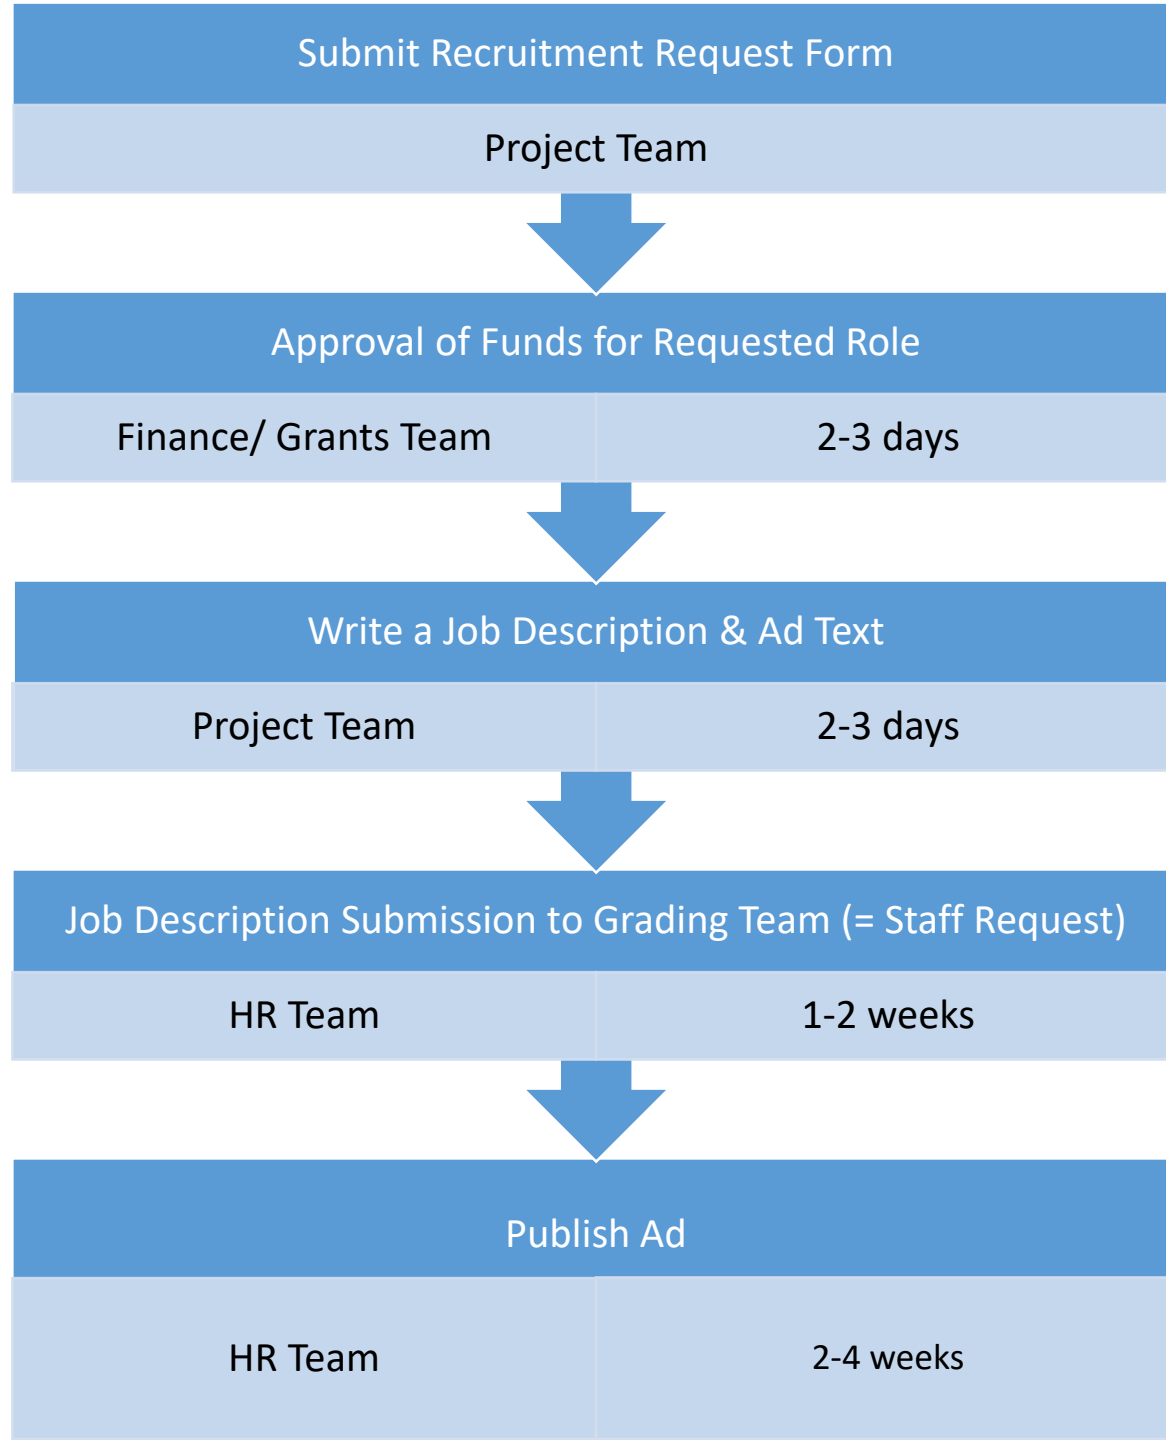 Submit Recruitment Request Form
Project Team
Approval of Funds for Requested Role
Finance/ Grants Team
2-3 days
Write a Job Description & Ad Text
Project Team
2-3 days
Job Description Submission to Grading Team (= Staff Request)
HR Team
1-2 weeks
Publish Ad
HR Team
2-4 weeks